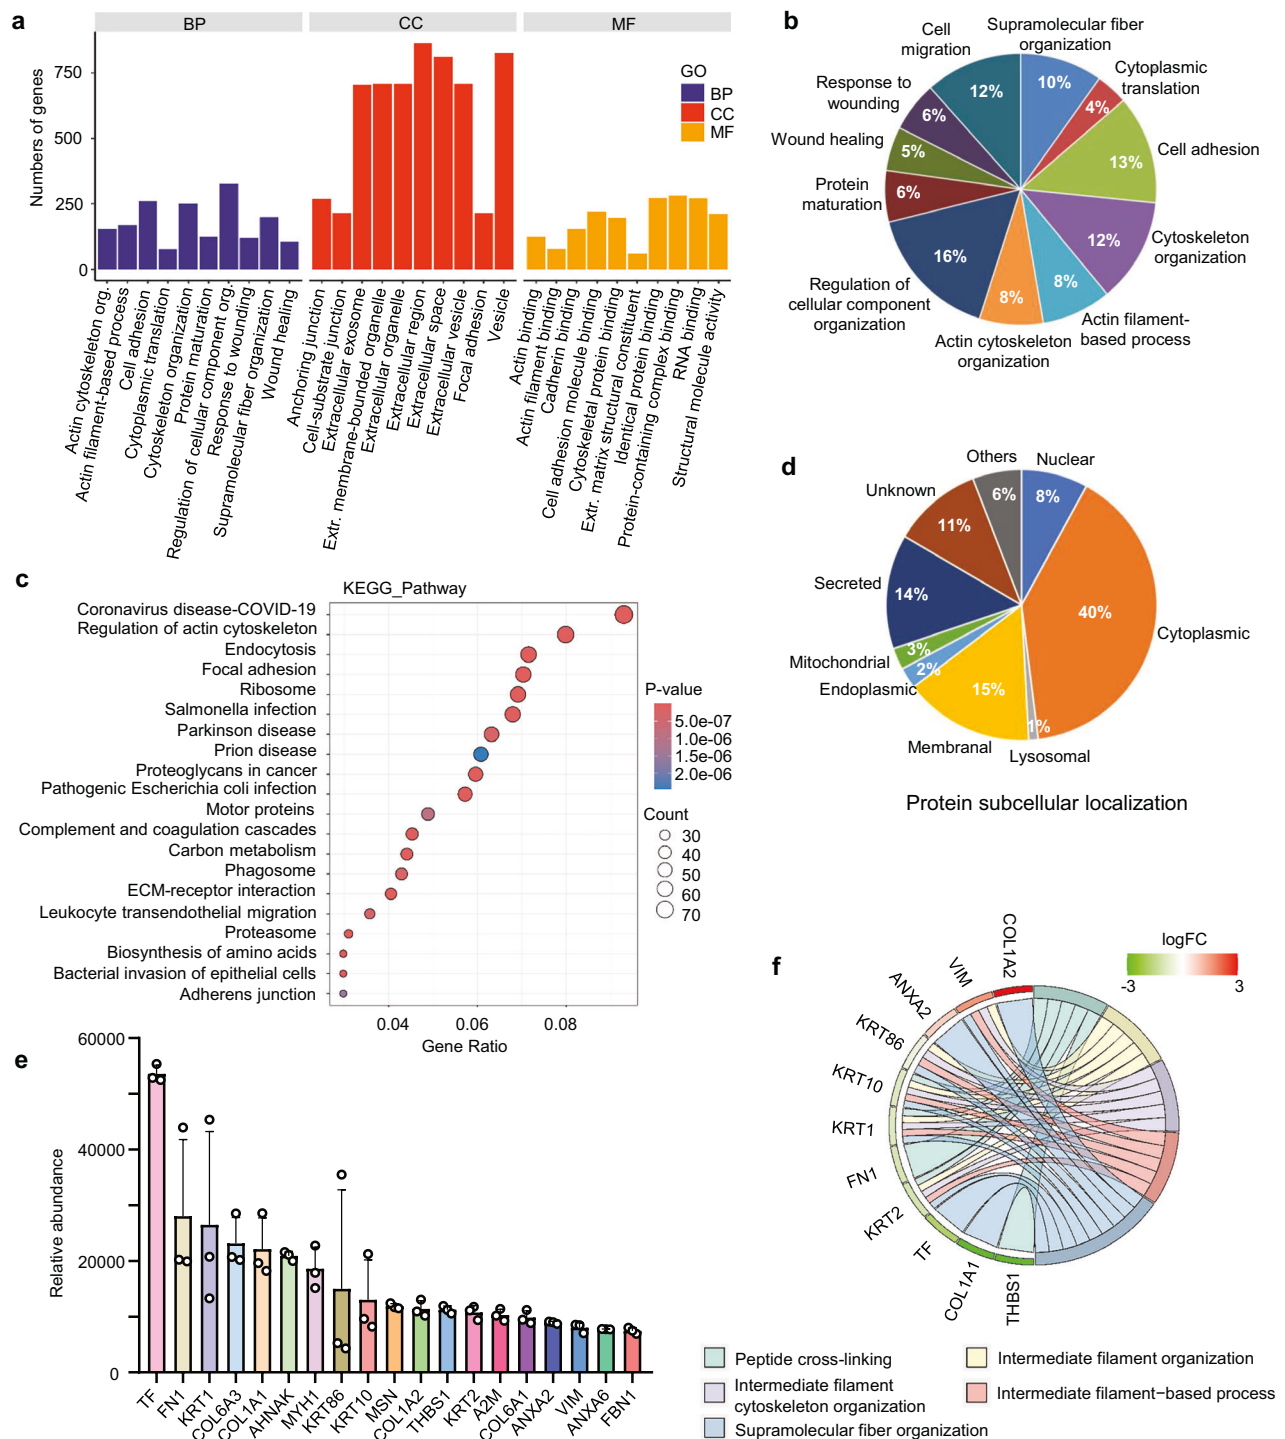 a
BP
CC
MF
Numbers of genes
750
500
250
0
GO
BP
CC
MF
Actin cytoskeleton org.
Actin filament-based process
Cell adhesion
Cytoplasmic translation
Cytoskeleton organization
Protein maturation
Regulation of cellular component org.
Response to wounding
Supramolecular fiber organization
Wound healing
Anchoring junction
Cell-substrate junction
Extracellular exosome
Extr. membrane-bounded organelle
Extracellular organelle
Extracellular region
Extracellular space
Extracellular vesicle
Focal adhesion
Vesicle
Actin binding
Actin filament binding
Cadherin binding
Cell adhesion molecule binding
Cytoskeletal protein binding
Extr. matrix structural constituent
Identical protein binding
Protein-containing complex binding
RNA binding
Structural molecule activity
b
Cell
migration
Supramolecular fiber
organization
Cytoplasmic
translation
Response to
wounding
Wound healing
Cell adhesion
Protein
maturation
Cytoskeleton
organization
Regulation of
cellular component
organization
Actin filament-
based process
Actin cytoskeleton
organization
12%
10%
4%
6%
5%
13%
6%
12%
16%
8%
8%
c
KEGG_Pathway
Coronavirus disease-COVID-19
Regulation of actin cytoskeleton
Endocytosis
Focal adhesion
Ribosome
Salmonella infection
Parkinson disease
Prion disease
Proteoglycans in cancer
Pathogenic Escherichia coli infection
Motor proteins
Complement and coagulation cascades
Carbon metabolism
Phagosome
ECM-receptor interaction
Leukocyte transendothelial migration
Proteasome
Biosynthesis of amino acids
Bacterial invasion of epithelial cells
Adherens junction
0.04
0.06
0.08
Gene Ratio
P-value
5.0e-07
1.0e-06
1.5e-06
2.0e-06
Count
30
40
50
60
70
d
Others
Nuclear
Unknown
Secreted
Cytoplasmic
Mitochondrial
Endoplasmic
Membranal
Lysosomal
6%
8%
11%
14%
40%
3%
2%
15%
1%
Protein subcellular localization
e
Relative abundance
60000
40000
20000
0
TF
FN1
KRT1
COL6A3
COL1A1
AHNAK
MYH1
KRT86
KRT10
MSN
COL1A2
THBS1
KRT2
A2M
COL6A1
ANXA2
VIM
ANXA6
FBN1
f
logFC
-3
3
COL1A2
VIM
ANXA2
KRT86
KRT10
KRT1
FN1
KRT2
TF
COL1A1
THBS1
Peptide cross-linking
Intermediate filament organization
Intermediate filament
cytoskeleton organization
Intermediate filament−based process
Supramolecular fiber organization